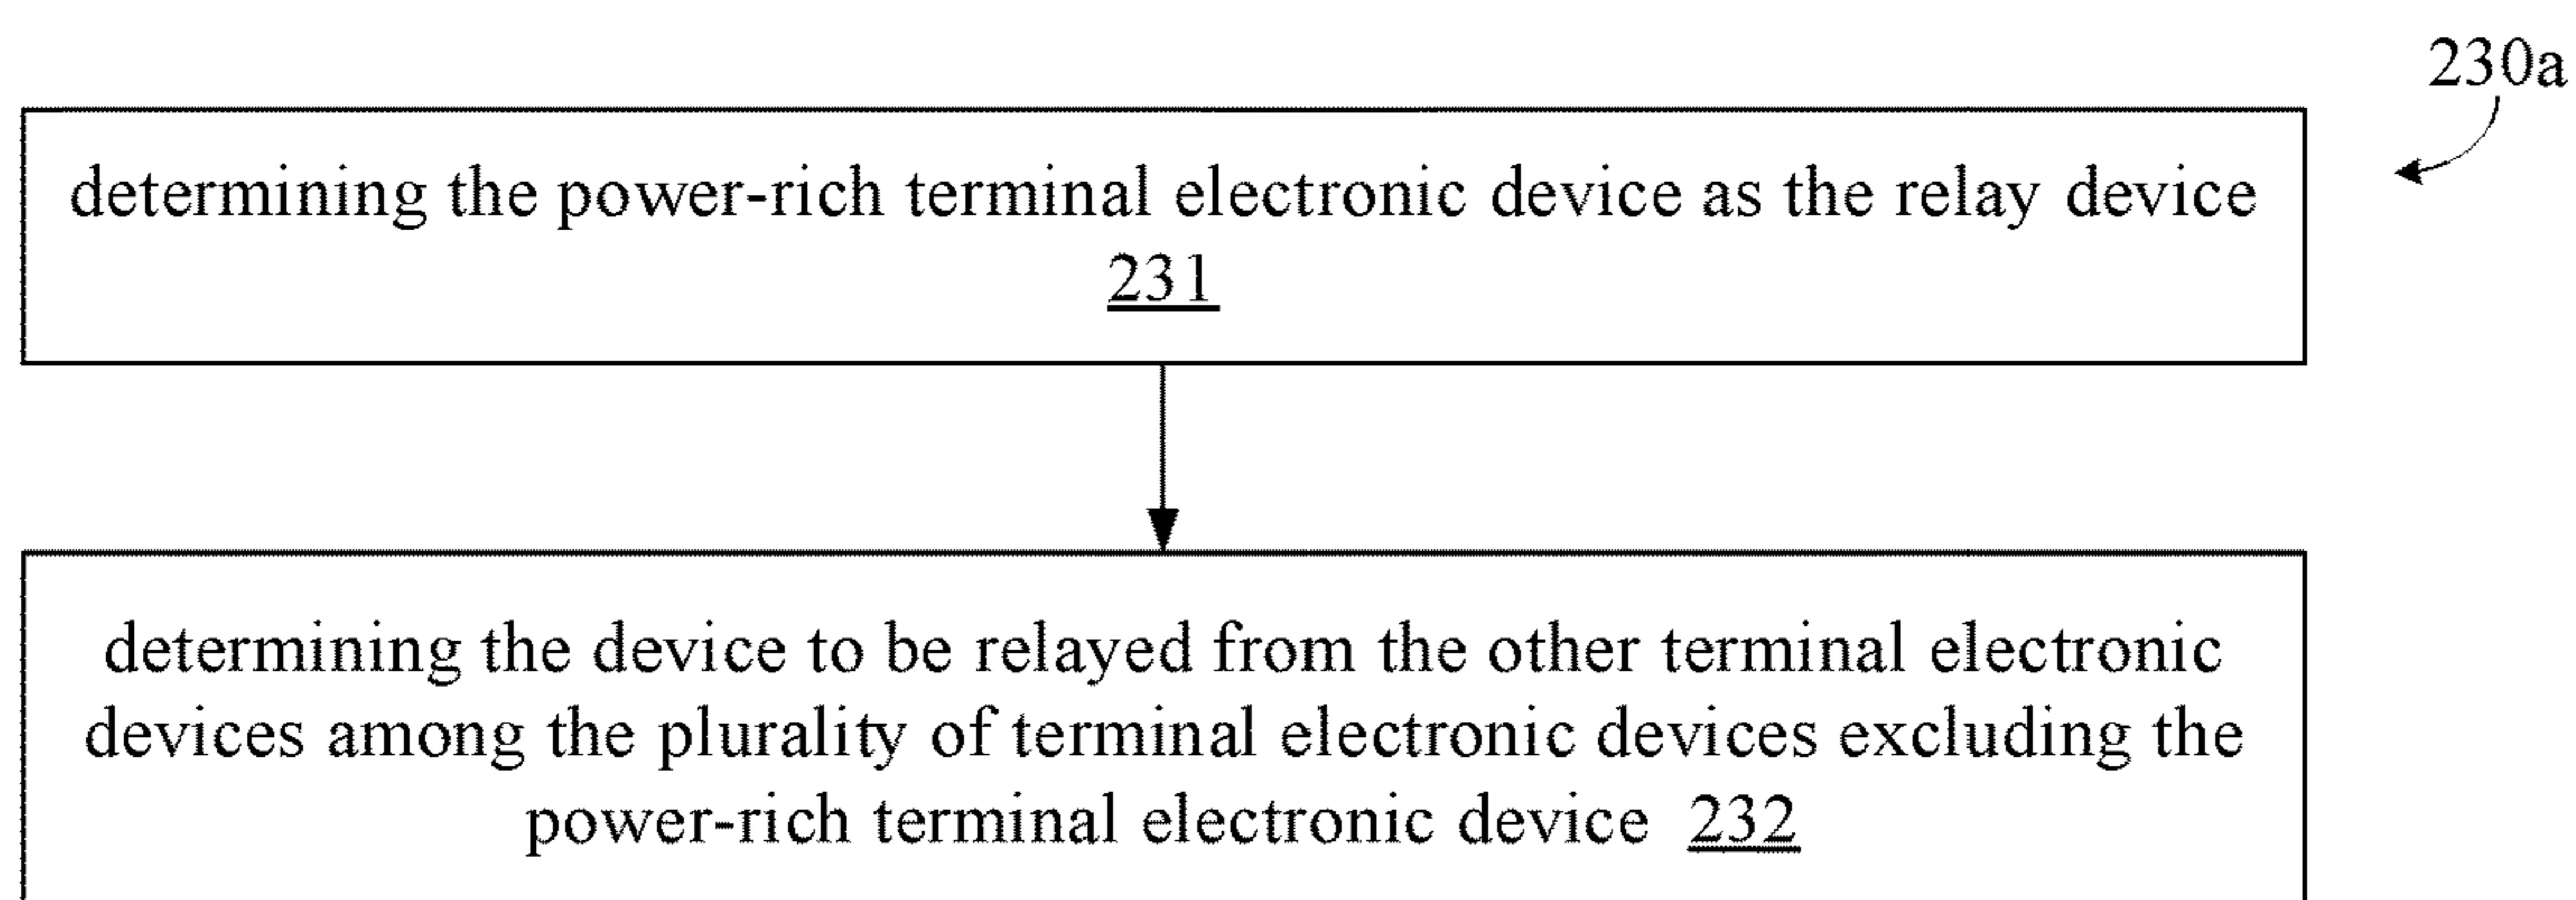 230a
determining the power-rich terminal electronic device as the relay device
231
determining the device to be relayed from the other terminal electronic
devices among the plurality of terminal electronic devices excluding the
power-rich terminal electronic device 232